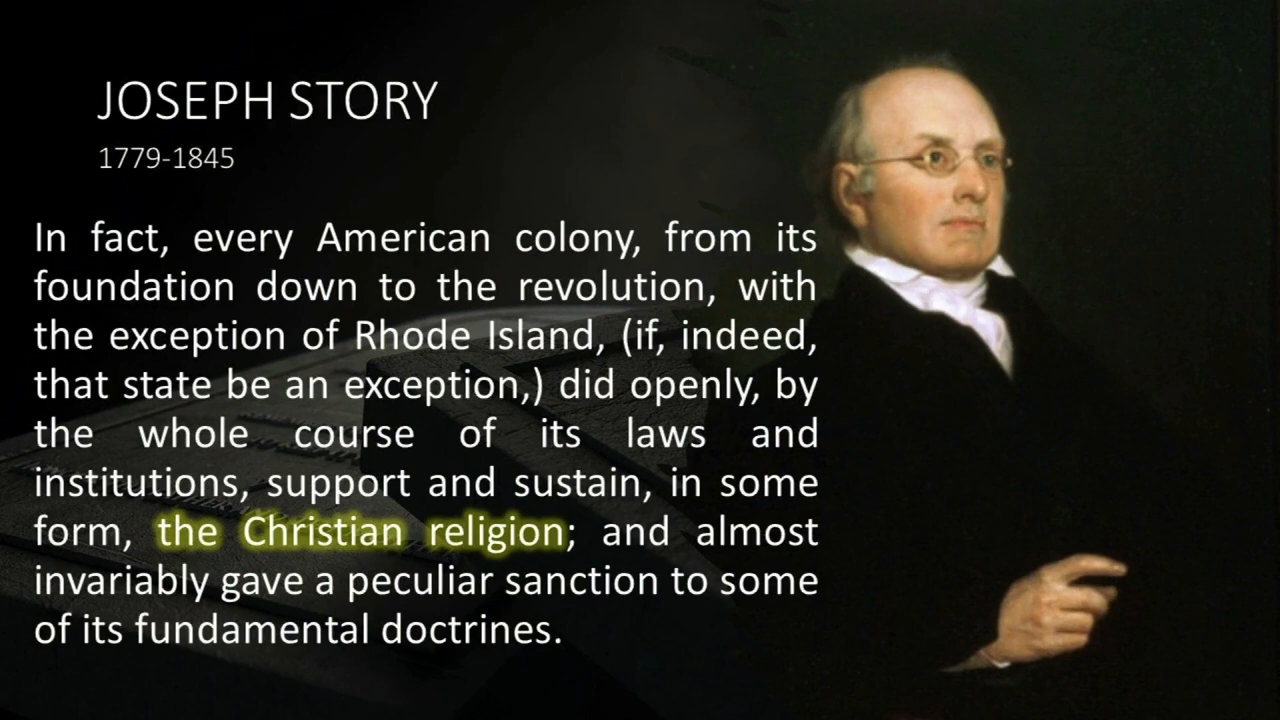 JOSEPH STORY
1779-1845
In fact, every American colony, from its
foundation down to the revolution, with
the exception of Rhode Island, (if, indeed,
that state be an exception,) did openly, by
the whole course of its laws and
institutions, support and sustain, in some
form, the Christian religion; and almost
invariably gave a peculiar sanction to some
of its fundamental doctrines.